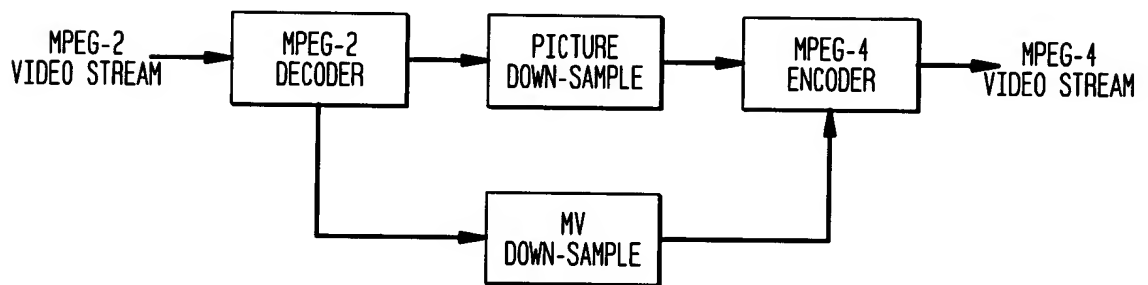 MPEG-2
VIDEO STREAM
MPEG-2
DECODER
PICTURE
DOWN-SAMPLE
MPEG-4
ENCODER
MPEG-4
VIDEO STREAM
MV
DOWN-SAMPLE